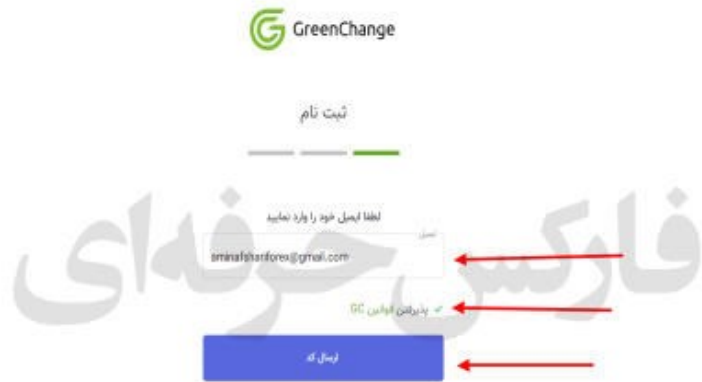 GreenChange
ثبت نام
لطفا ایمیل خود را وارد نمایید
ایمیل
aminafshariforex@gmail.com
پذیرفتن قوانین GC
ارسال کد
فارکس حرفه‌ای